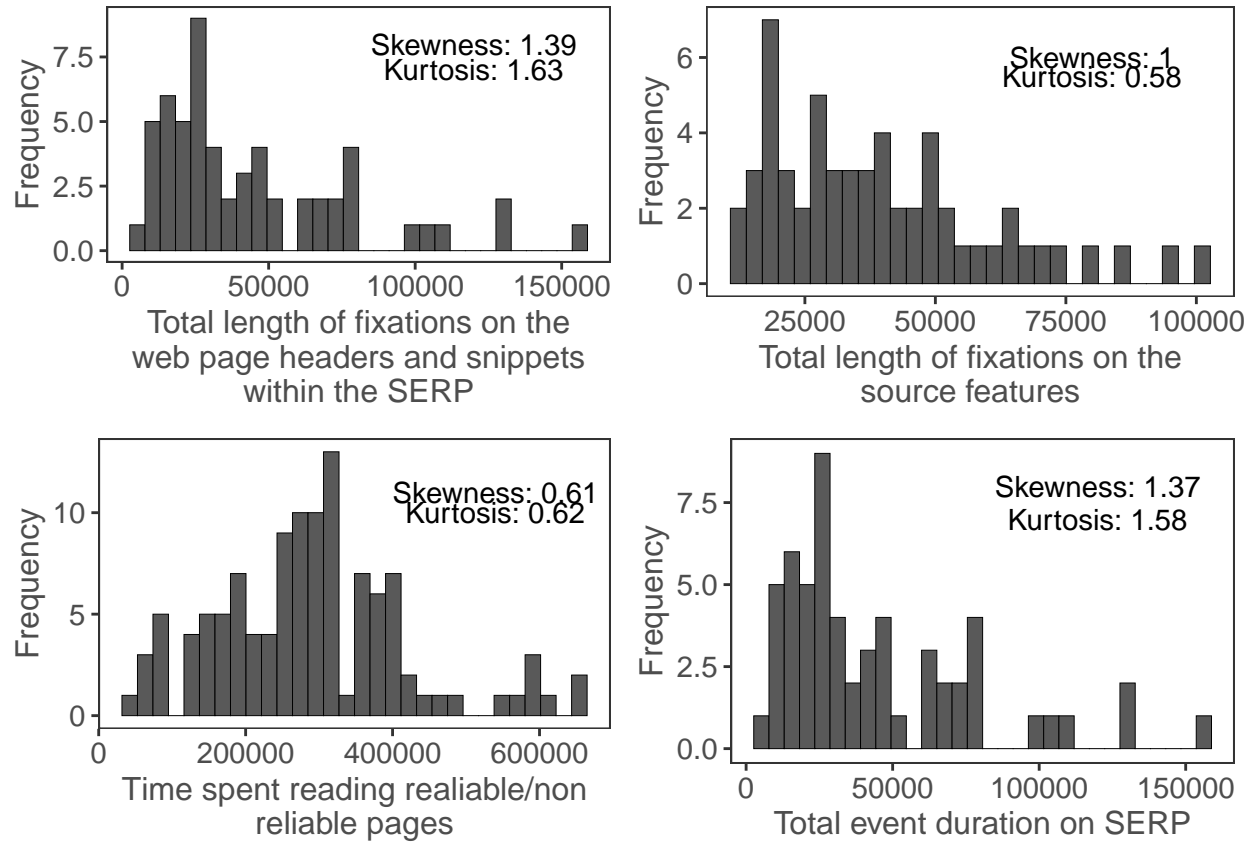 Skewness: 1.39
Kurtosis: 1.63
Frequency
7.5
5.0
2.5
0.0
0 50000 100000 150000
Total length of fixations on the
web page headers and snippets
within the SERP
Skewness: 1
Kurtosis: 0.58
Frequency
6
4
2
0
25000 50000 75000 100000
Total length of fixations on the
source features
Skewness: 0.61
Kurtosis: 0.62
Frequency
10
5
0
0 200000 400000 600000
Time spent reading realiable/non
reliable pages
Skewness: 1.37
Kurtosis: 1.58
Frequency
7.5
5.0
2.5
0.0
0 50000 100000 150000
Total event duration on SERP